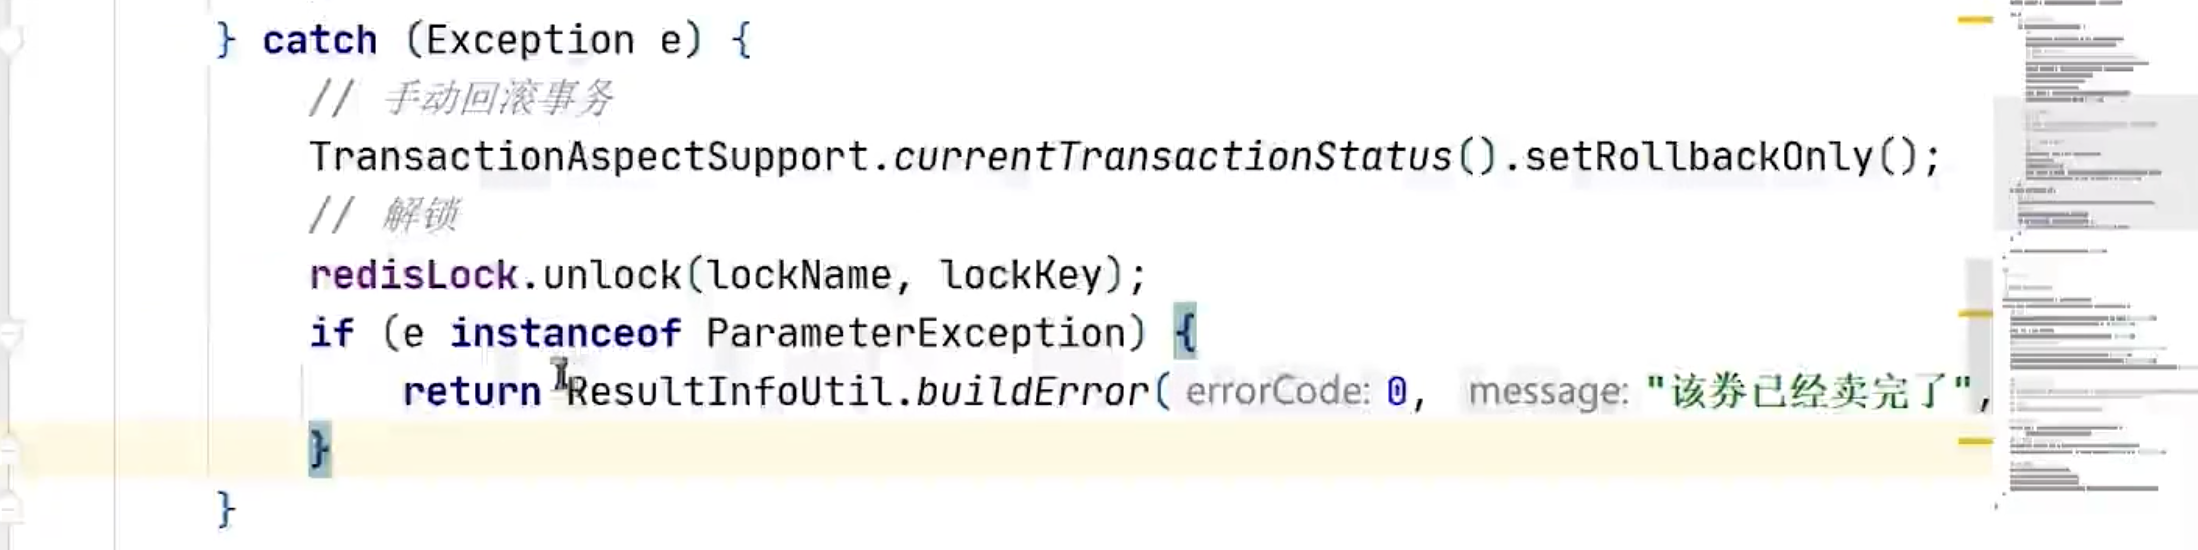 } catch (Exception e) {
// 手动回滚事务
TransactionAspectSupport.currentTransactionStatus().setRollbackOnly();
// 解锁
redisLock.unlock(lockName, lockKey);
if (e instanceof ParameterException) {
return ResultInfoUtil.buildError( errorCode: 0, message: "该券已经卖完了",
}
}